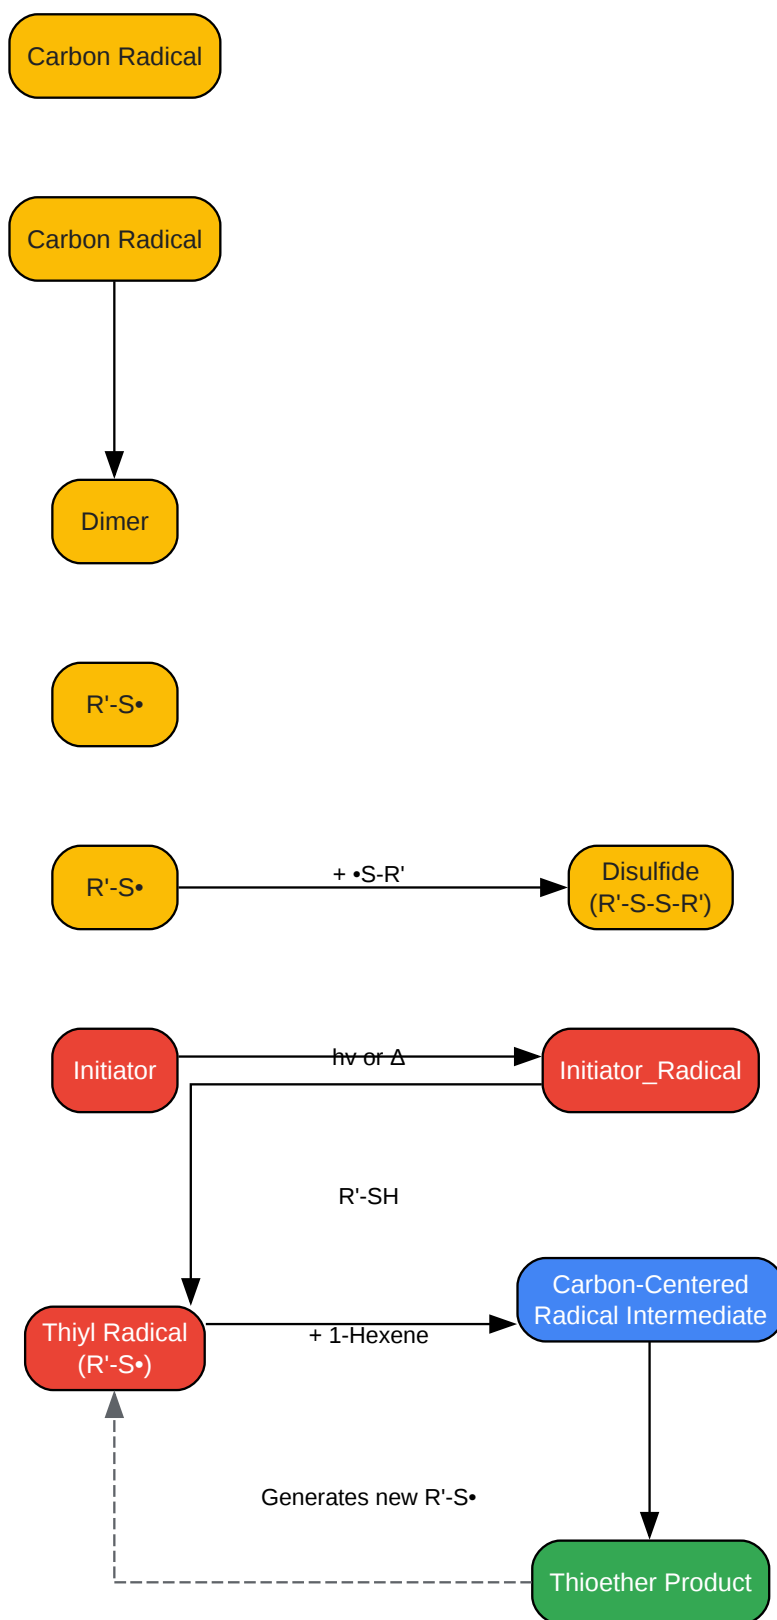 Carbon Radical
Carbon Radical
Dimer
R'-S•
R'-S•
+ •S-R'
Disulfide
(R'-S-S-R')
Initiator
hv or Δ
Initiator_Radical
R'-SH
Carbon-Centered
Radical Intermediate
Thiyl Radical
(R'-S•)
+ 1-Hexene
Generates new R'-S•
Thioether Product